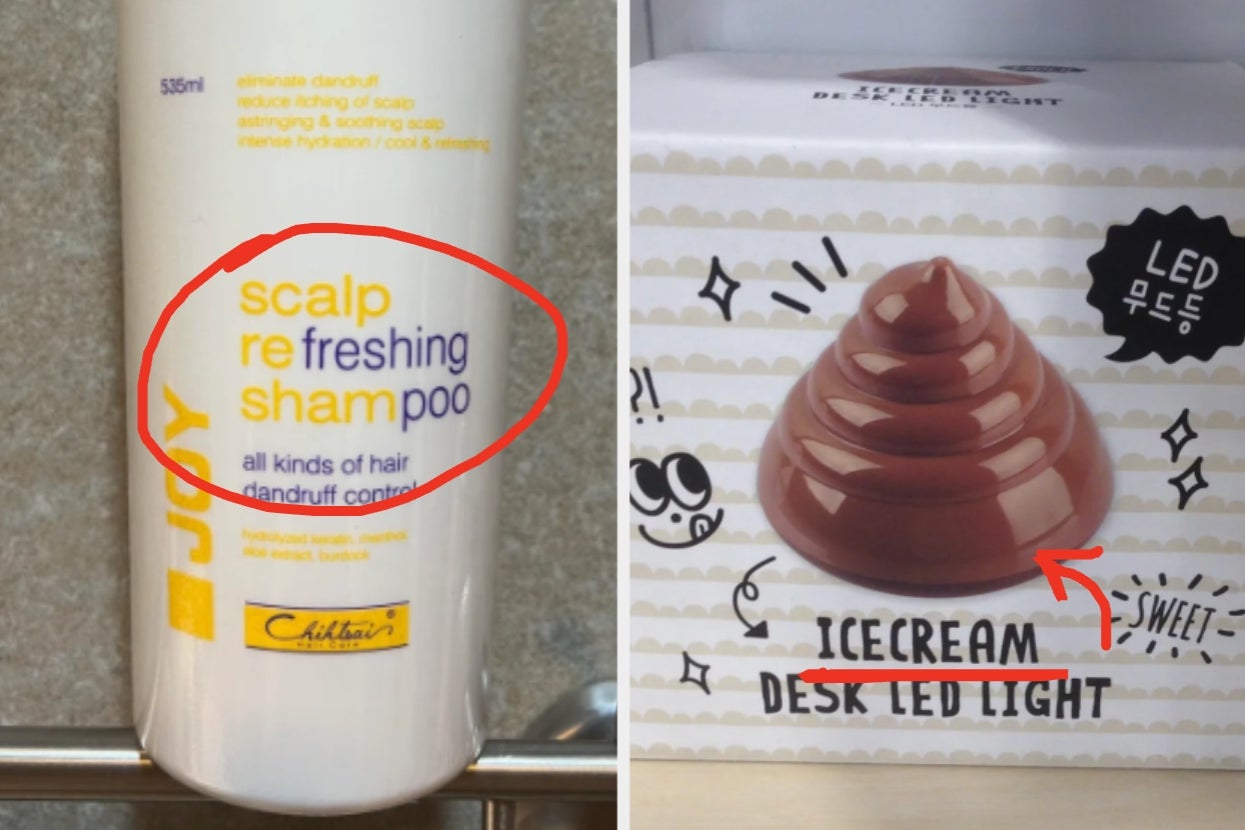 535ml
eliminate dandruff
reduce itching of scalp
astringing & soothing scalp
intense hydration / cool & refreshing
scalp
refreshing
shampoo
all kinds of hair
dandruff control
hydrolyzed keratin, menthol
aloe extract, burdock
JOY
Chihtsai®
Hair Care
ICECREAM
DESK LED LIGHT
LED
무드등
?!
SWEET
ICECREAM
DESK LED LIGHT